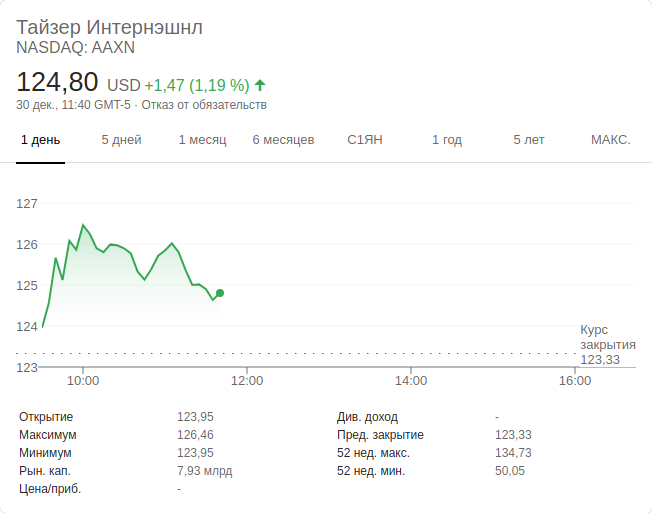 Тайзер Интернэшнл
NASDAQ: AAXN
124,80 USD +1,47 (1,19 %)
30 дек., 11:40 GMT-5 · Отказ от обязательств
1 день 5 дней 1 месяц 6 месяцев С1ЯН 1 год 5 лет МАКС.
127
126
125
124
Курс
закрытия
123,33
123
10:00 12:00 14:00 16:00
Открытие 123,95 Див. доход -
Максимум 126,46 Пред. закрытие 123,33
Минимум 123,95 52 нед. макс. 134,73
Рын. кап. 7,93 млрд 52 нед. мин. 50,05
Цена/приб. -